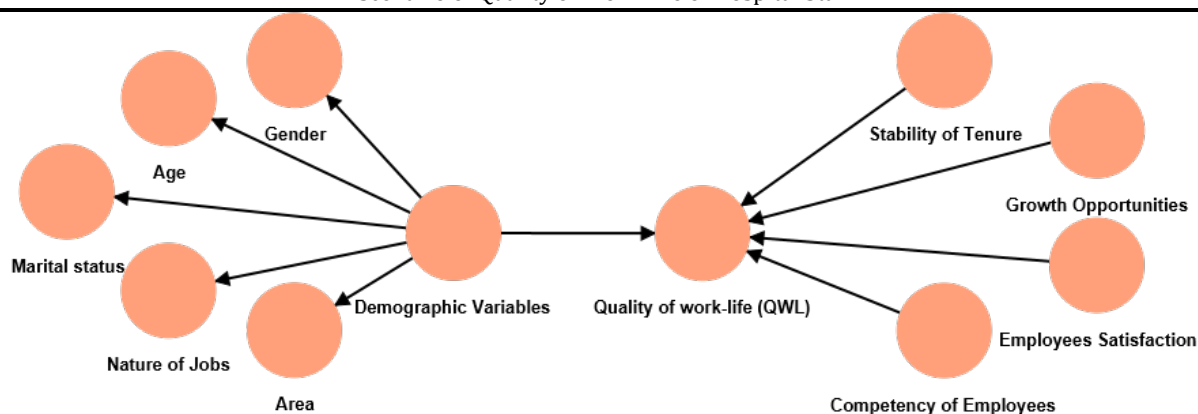 Gender
Stability of Tenure
Age
Growth Opportunities
Marital status
Demographic Variables
Quality of work-life (QWL)
Employees Satisfaction
Nature of Jobs
Area
Competency of Employees